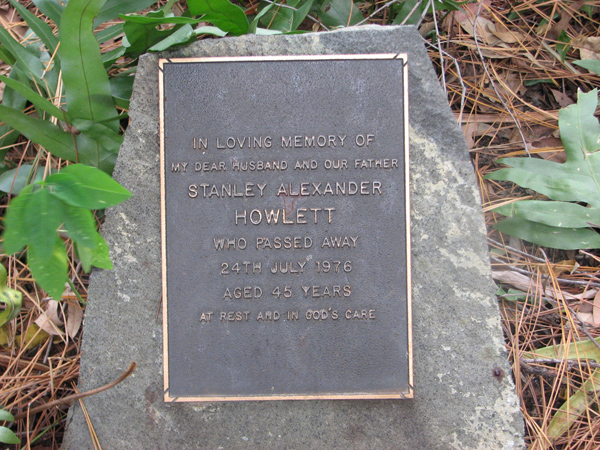 IN LOVING MEMORY OF
MY DEAR HUSBAND AND OUR FATHER
STANLEY ALEXANDER
HOWLETT
WHO PASSED AWAY
24TH JULY 1976
AGED 45 YEARS
AT REST AND IN GOD'S CARE